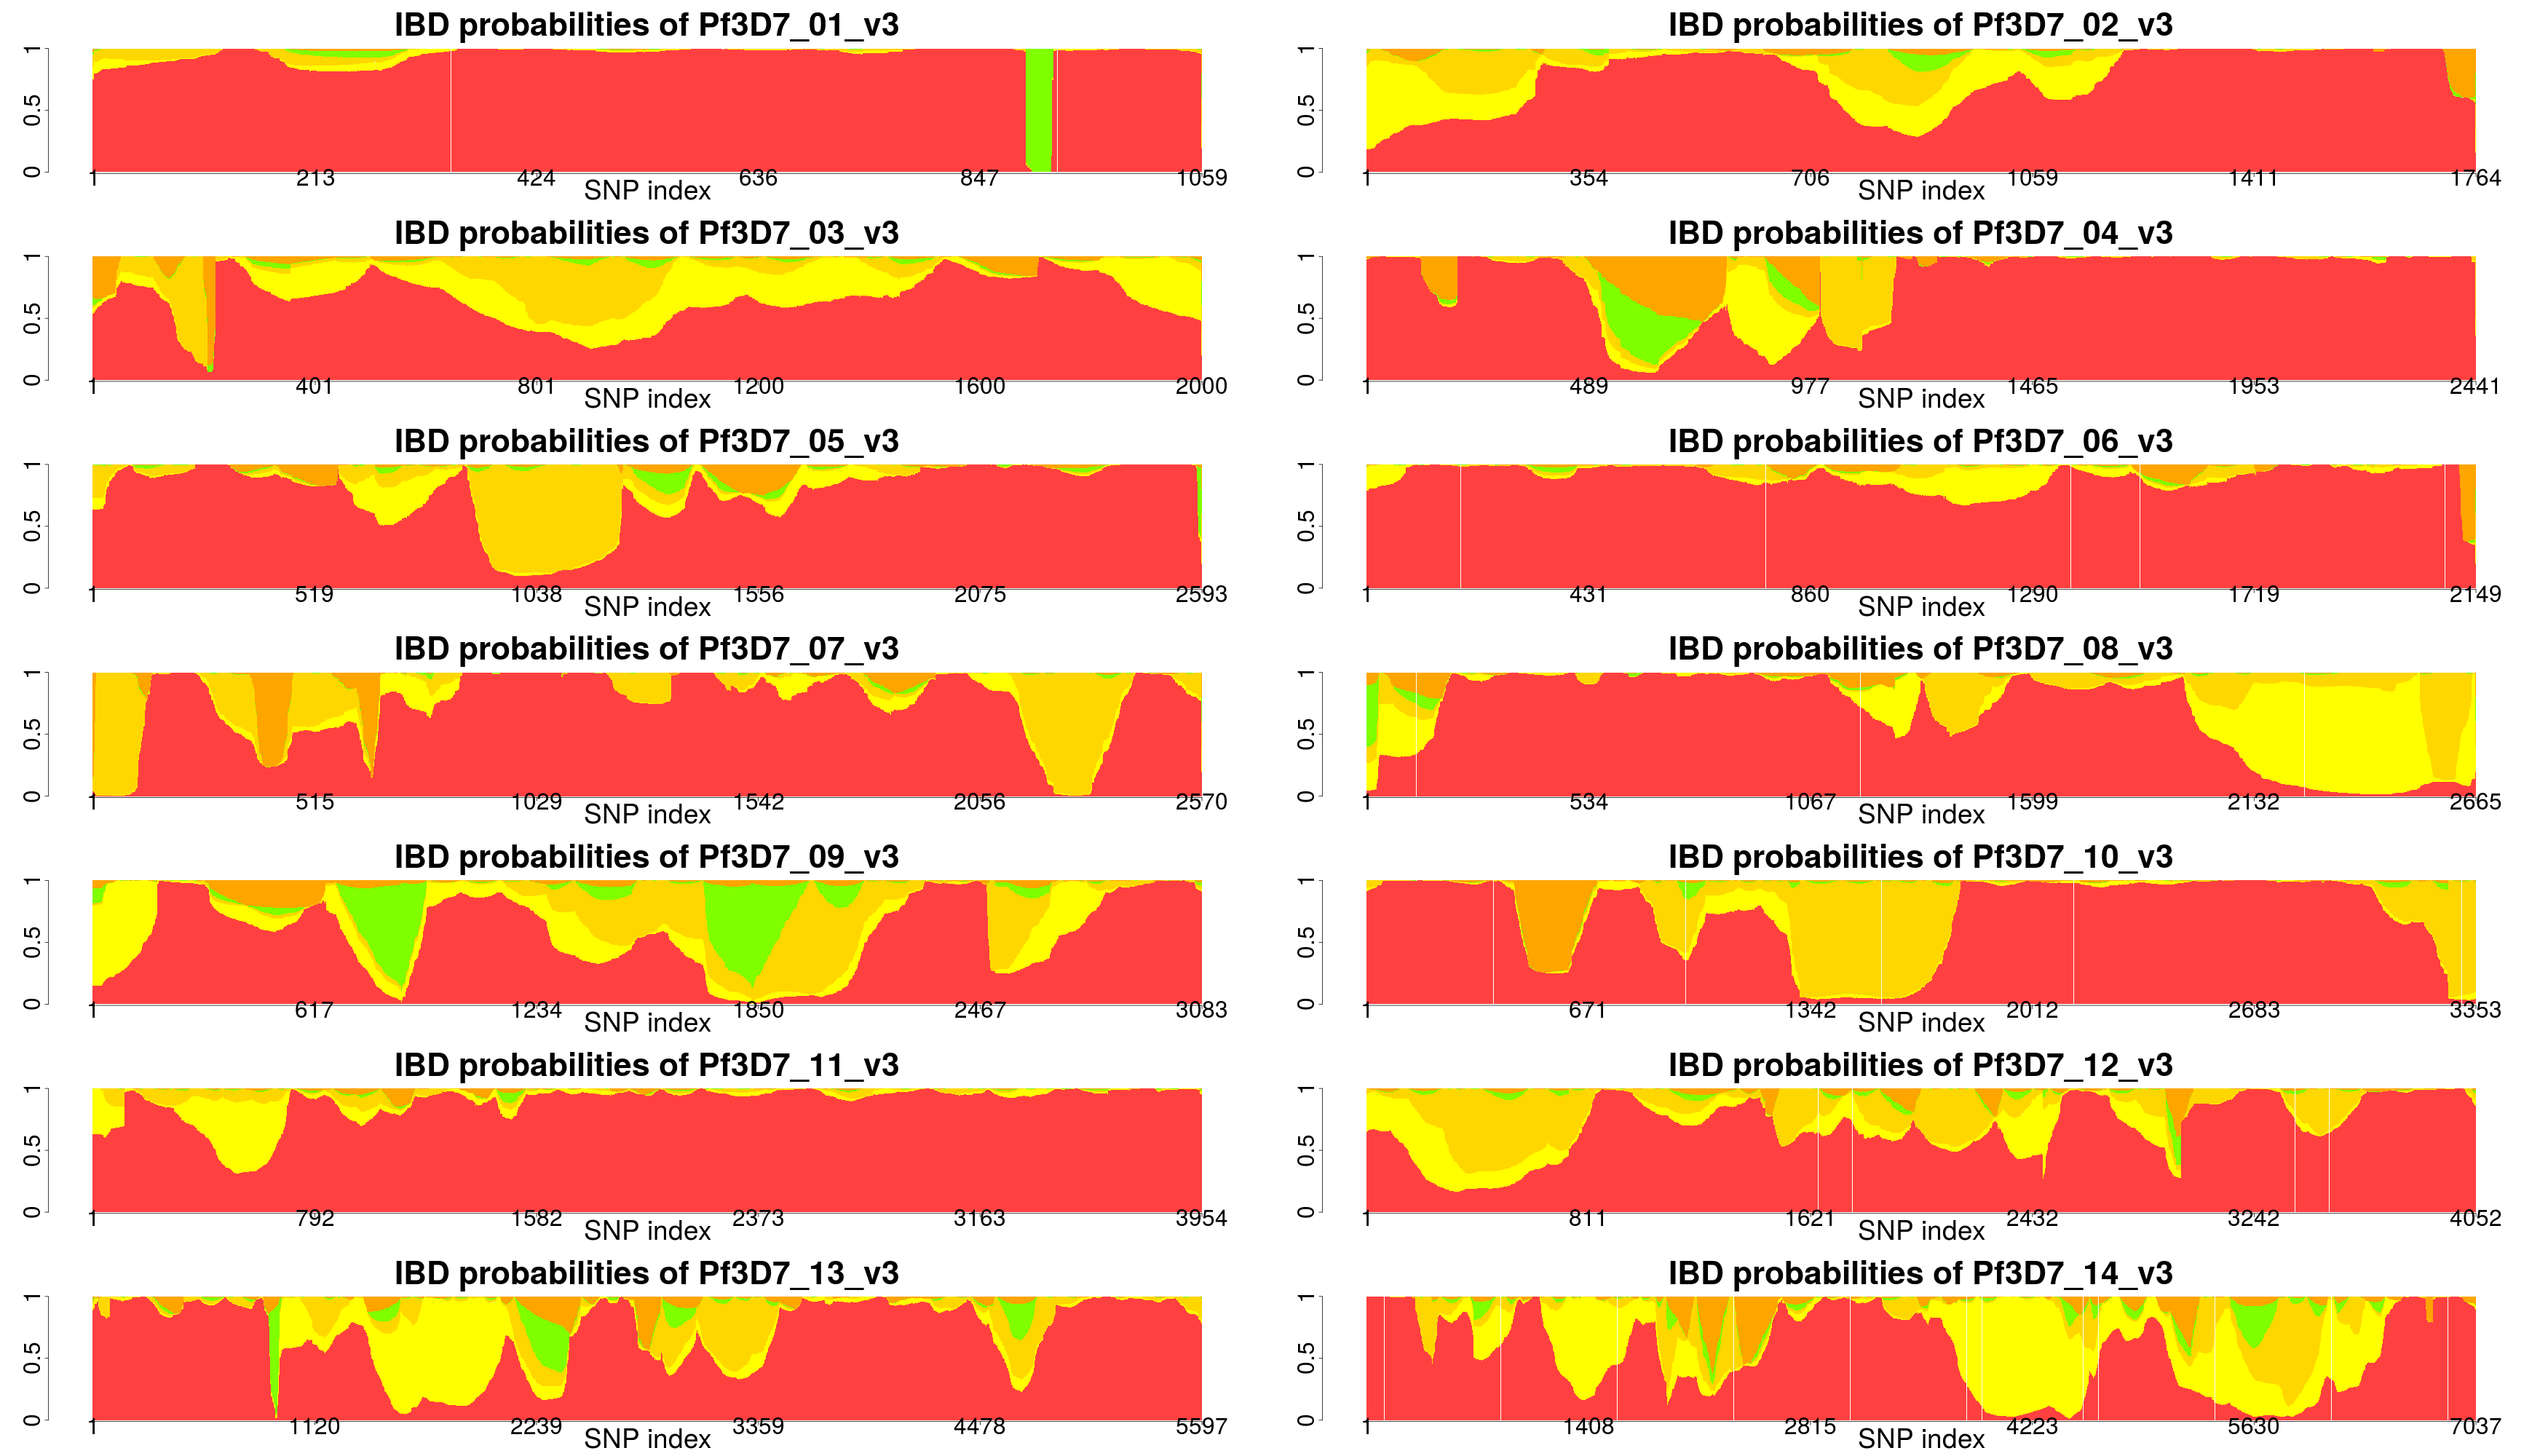 IBD probabilities of Pf3D7_01_v3
0 0.5 1
1 213 424 636 847 1059
SNP index
IBD probabilities of Pf3D7_02_v3
0 0.5 1
1 354 706 1059 1411 1764
SNP index
IBD probabilities of Pf3D7_03_v3
0 0.5 1
1 401 801 1200 1600 2000
SNP index
IBD probabilities of Pf3D7_04_v3
0 0.5 1
1 489 977 1465 1953 2441
SNP index
IBD probabilities of Pf3D7_05_v3
0 0.5 1
1 519 1038 1556 2075 2593
SNP index
IBD probabilities of Pf3D7_06_v3
0 0.5 1
1 431 860 1290 1719 2149
SNP index
IBD probabilities of Pf3D7_07_v3
0 0.5 1
1 515 1029 1542 2056 2570
SNP index
IBD probabilities of Pf3D7_08_v3
0 0.5 1
1 534 1067 1599 2132 2665
SNP index
IBD probabilities of Pf3D7_09_v3
0 0.5 1
1 617 1234 1850 2467 3083
SNP index
IBD probabilities of Pf3D7_10_v3
0 0.5 1
1 671 1342 2012 2683 3353
SNP index
IBD probabilities of Pf3D7_11_v3
0 0.5 1
1 792 1582 2373 3163 3954
SNP index
IBD probabilities of Pf3D7_12_v3
0 0.5 1
1 811 1621 2432 3242 4052
SNP index
IBD probabilities of Pf3D7_13_v3
0 0.5 1
1 1120 2239 3359 4478 5597
SNP index
IBD probabilities of Pf3D7_14_v3
0 0.5 1
1 1408 2815 4223 5630 7037
SNP index